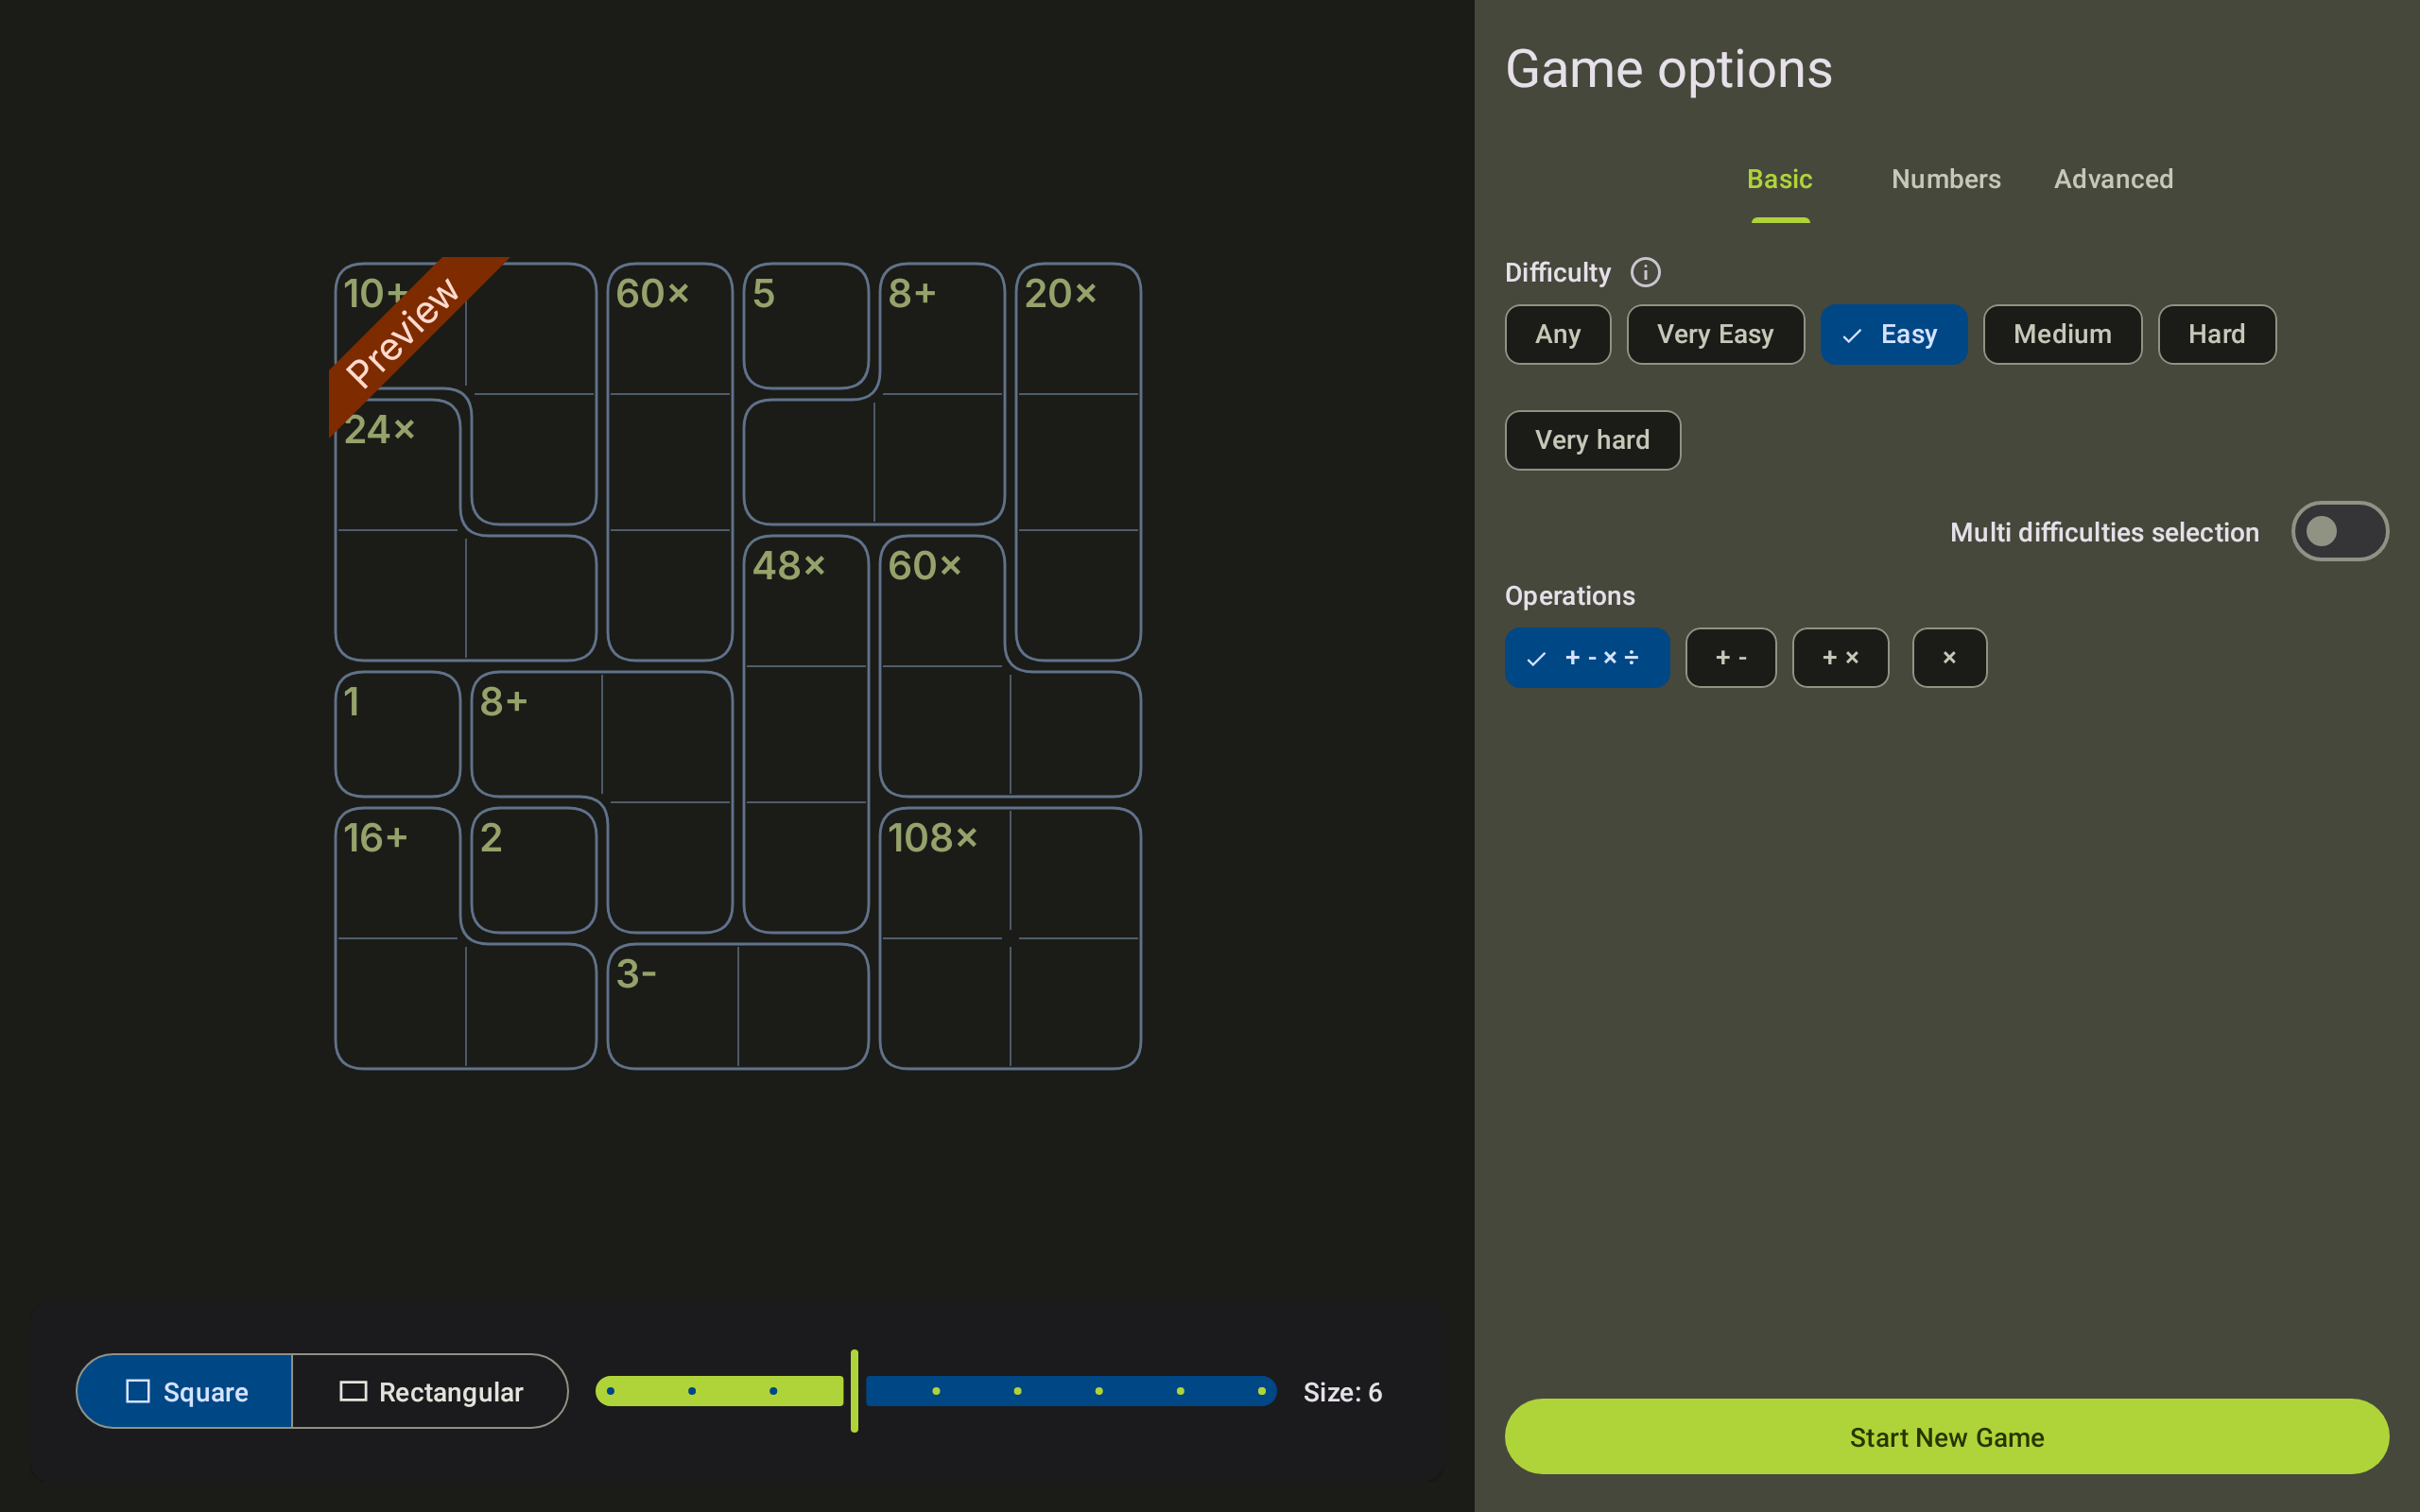 Game options
Basic Numbers Advanced
Difficulty
Any Very Easy Easy Medium Hard
Very hard
Multi difficulties selection
Operations
+ - × ÷ + - + × ×
Start New Game
Preview
10+ 60× 5 8+ 20×
24×
48× 60×
1 8+
16+ 2 108×
3-
Square Rectangular Size: 6